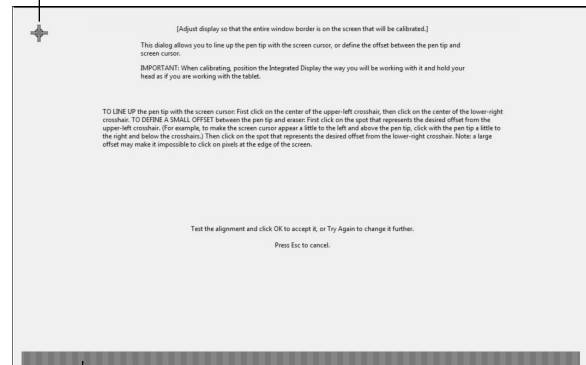 [Adjust display so that the entire window border is on the screen that will be calibrated.]
This dialog allows you to line up the pen tip with the screen cursor, or define the offset between the pen tip and
screen cursor.
IMPORTANT: When calibrating, position the Integrated Display the way you will be working with it and hold your
head as if you are working with the tablet.
TO LINE UP the pen tip with the screen cursor: First click on the center of the upper-left crosshair, then click on the center of the lower-right
crosshair. TO DEFINE A SMALL OFFSET between the pen tip and eraser: First click on the spot that represents the desired offset from the
upper-left crosshair. (For example, to make the screen cursor appear a little to the left and above the pen tip, click with the pen tip a little to
the right and below the crosshairs.) Then click on the spot that represents the desired offset from the lower-right crosshair. Note: a large
offset may make it impossible to click on pixels at the edge of the screen.
Test the alignment and click OK to accept it, or Try Again to change it further.
Press Esc to cancel.